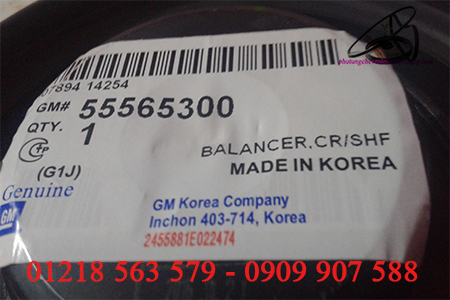 07894 14254
GM# 55565300
QTY. 1
BALANCER.CR/SHF
(G1J) MADE IN KOREA
Genuine
GM
GM Korea Company
Inchon 403-714, Korea
2455881E022474
01218 563 579 - 0909 907 588